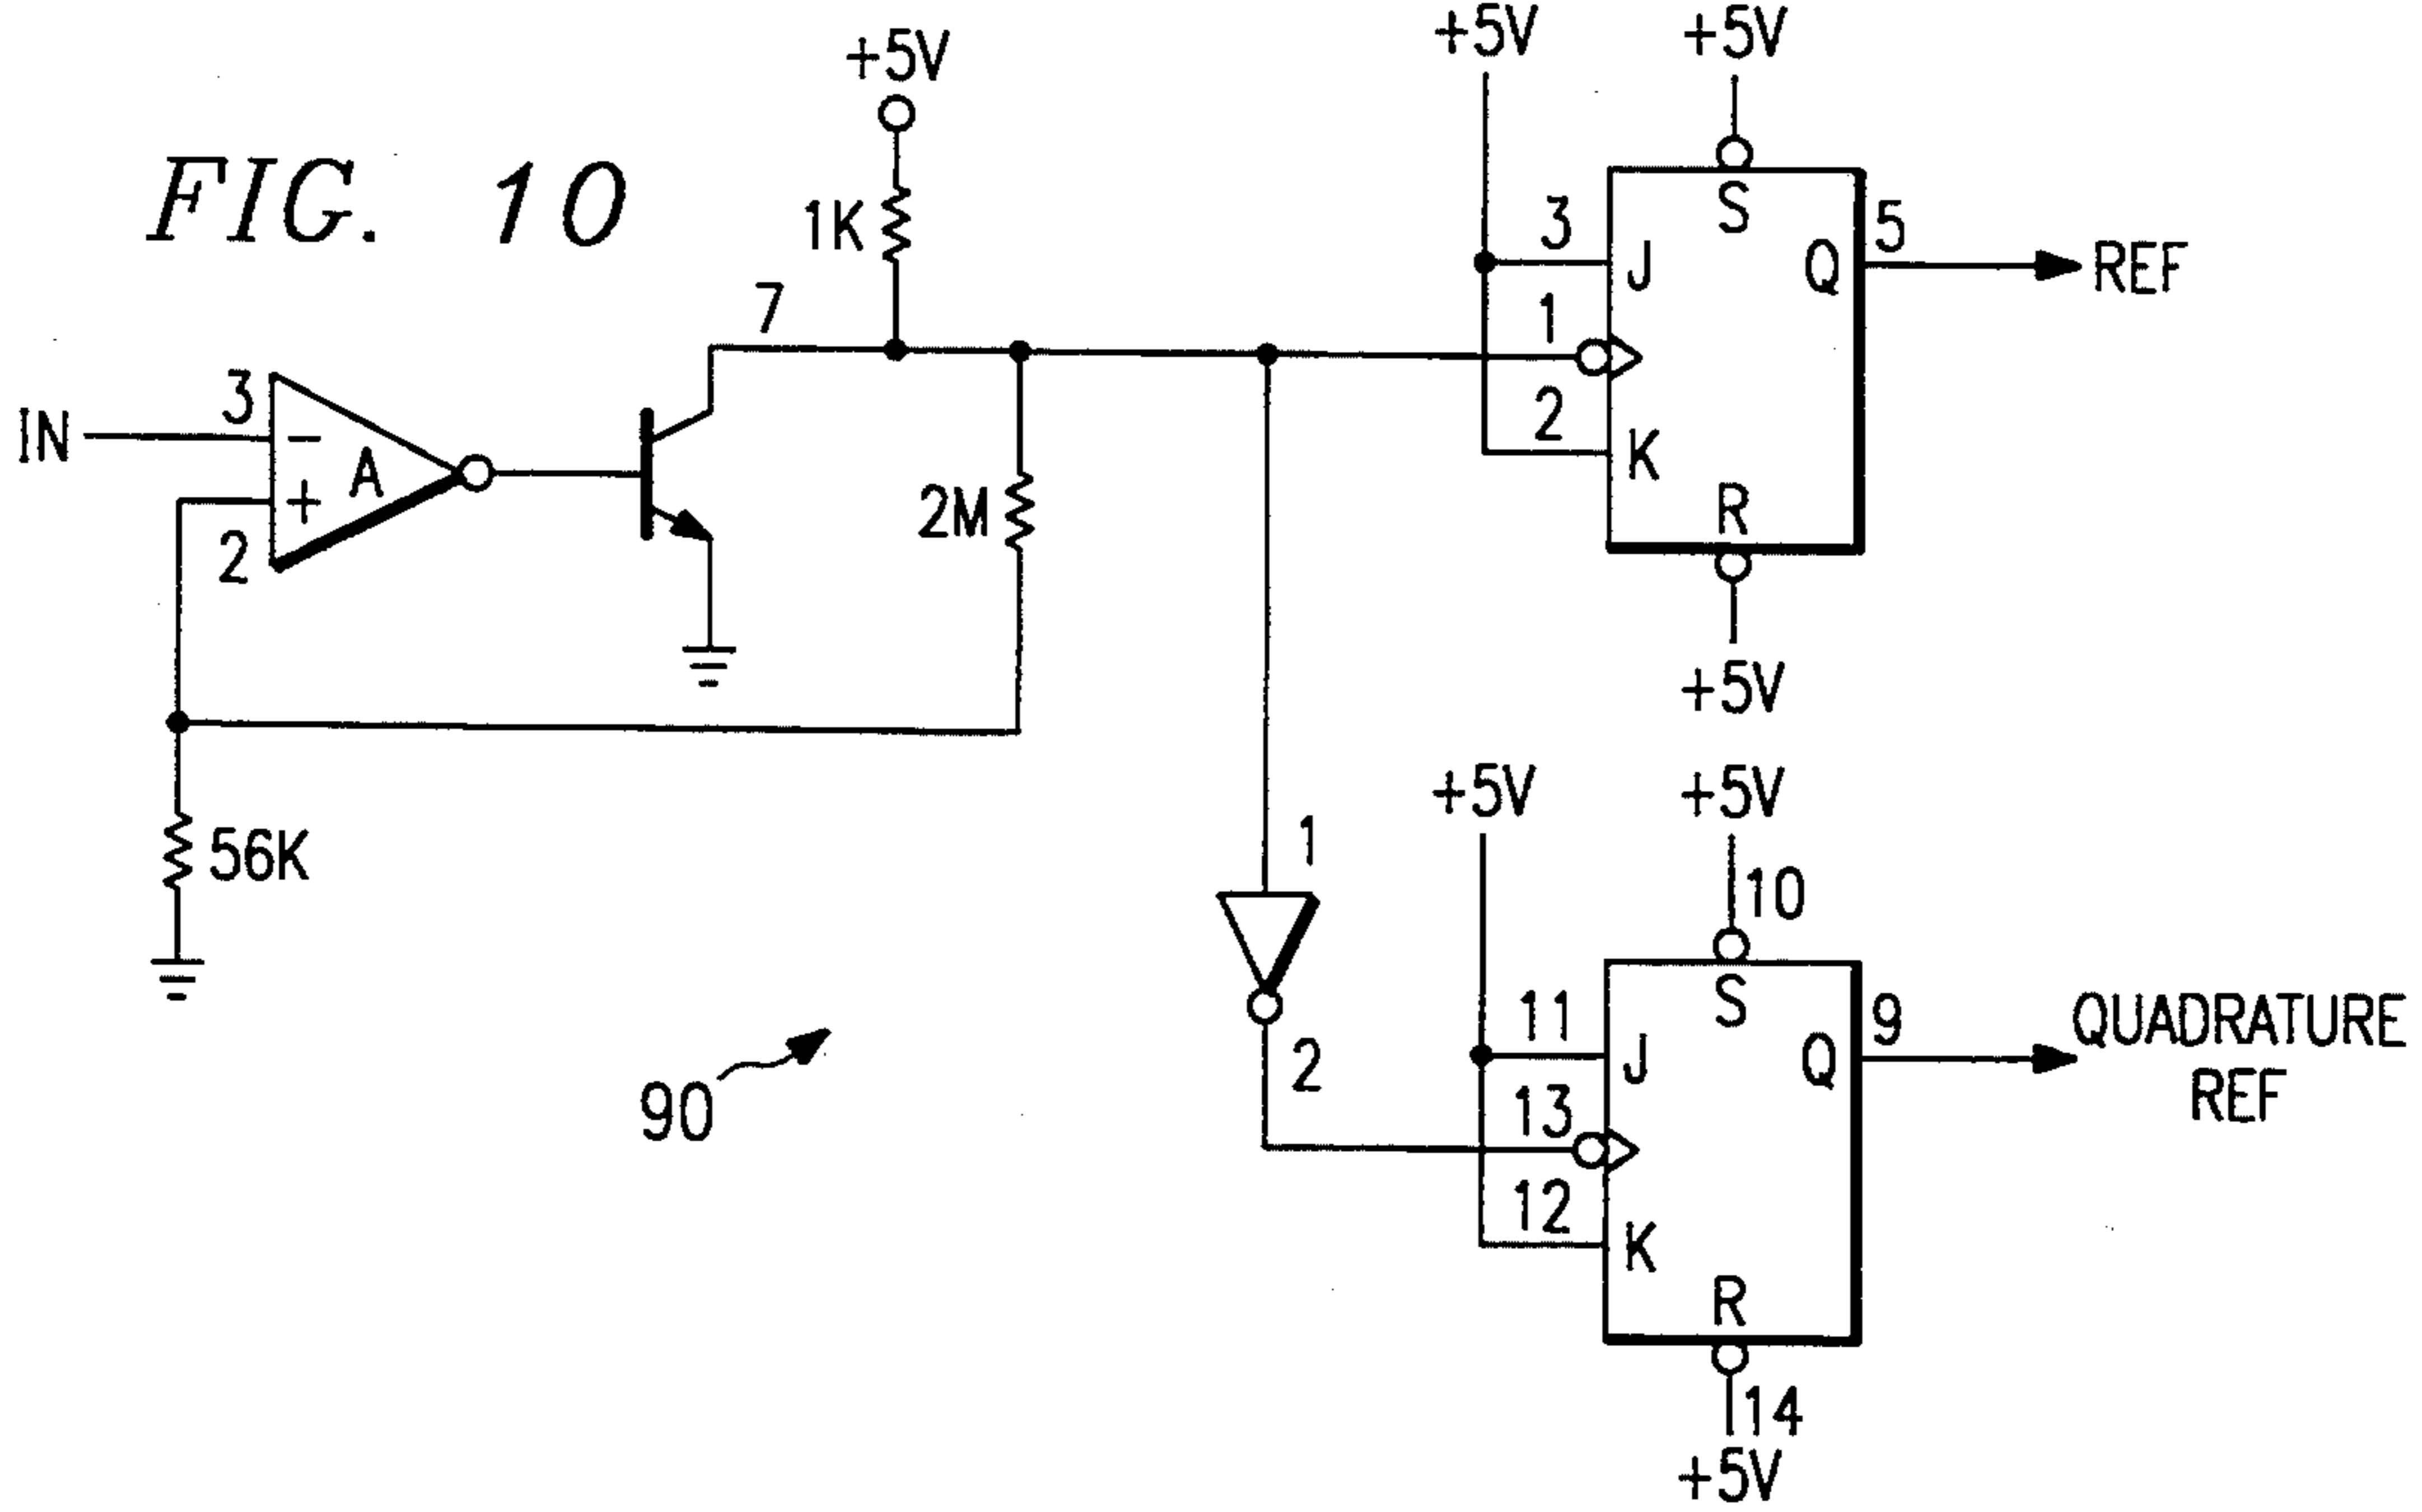 FIG. 10
+5V
1K
7
3
IN
−
A
+
2
2M
56K
90
1
2
+5V
+5V
S
3
J
Q
5
REF
1
2
K
R
+5V
+5V
+5V
10
S
11
J
Q
9
QUADRATURE
REF
13
12
K
R
14
+5V